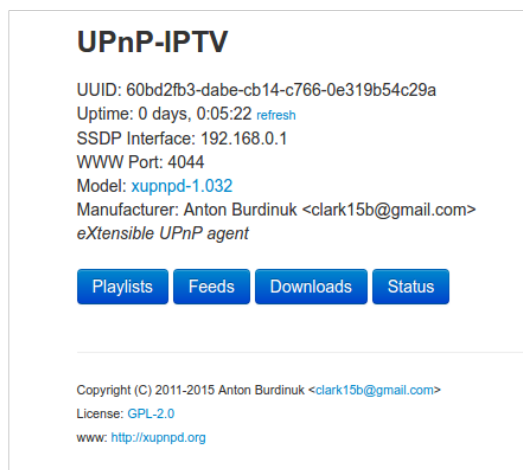 UPnP-IPTV
UUID: 60bd2fb3-dabe-cb14-c766-0e319b54c29a
Uptime: 0 days, 0:05:22 refresh
SSDP Interface: 192.168.0.1
WWW Port: 4044
Model: xupnpd-1.032
Manufacturer: Anton Burdinuk <clark15b@gmail.com>
eXtensible UPnP agent
Playlists Feeds Downloads Status
Copyright (C) 2011-2015 Anton Burdinuk <clark15b@gmail.com>
License: GPL-2.0
www: http://xupnpd.org